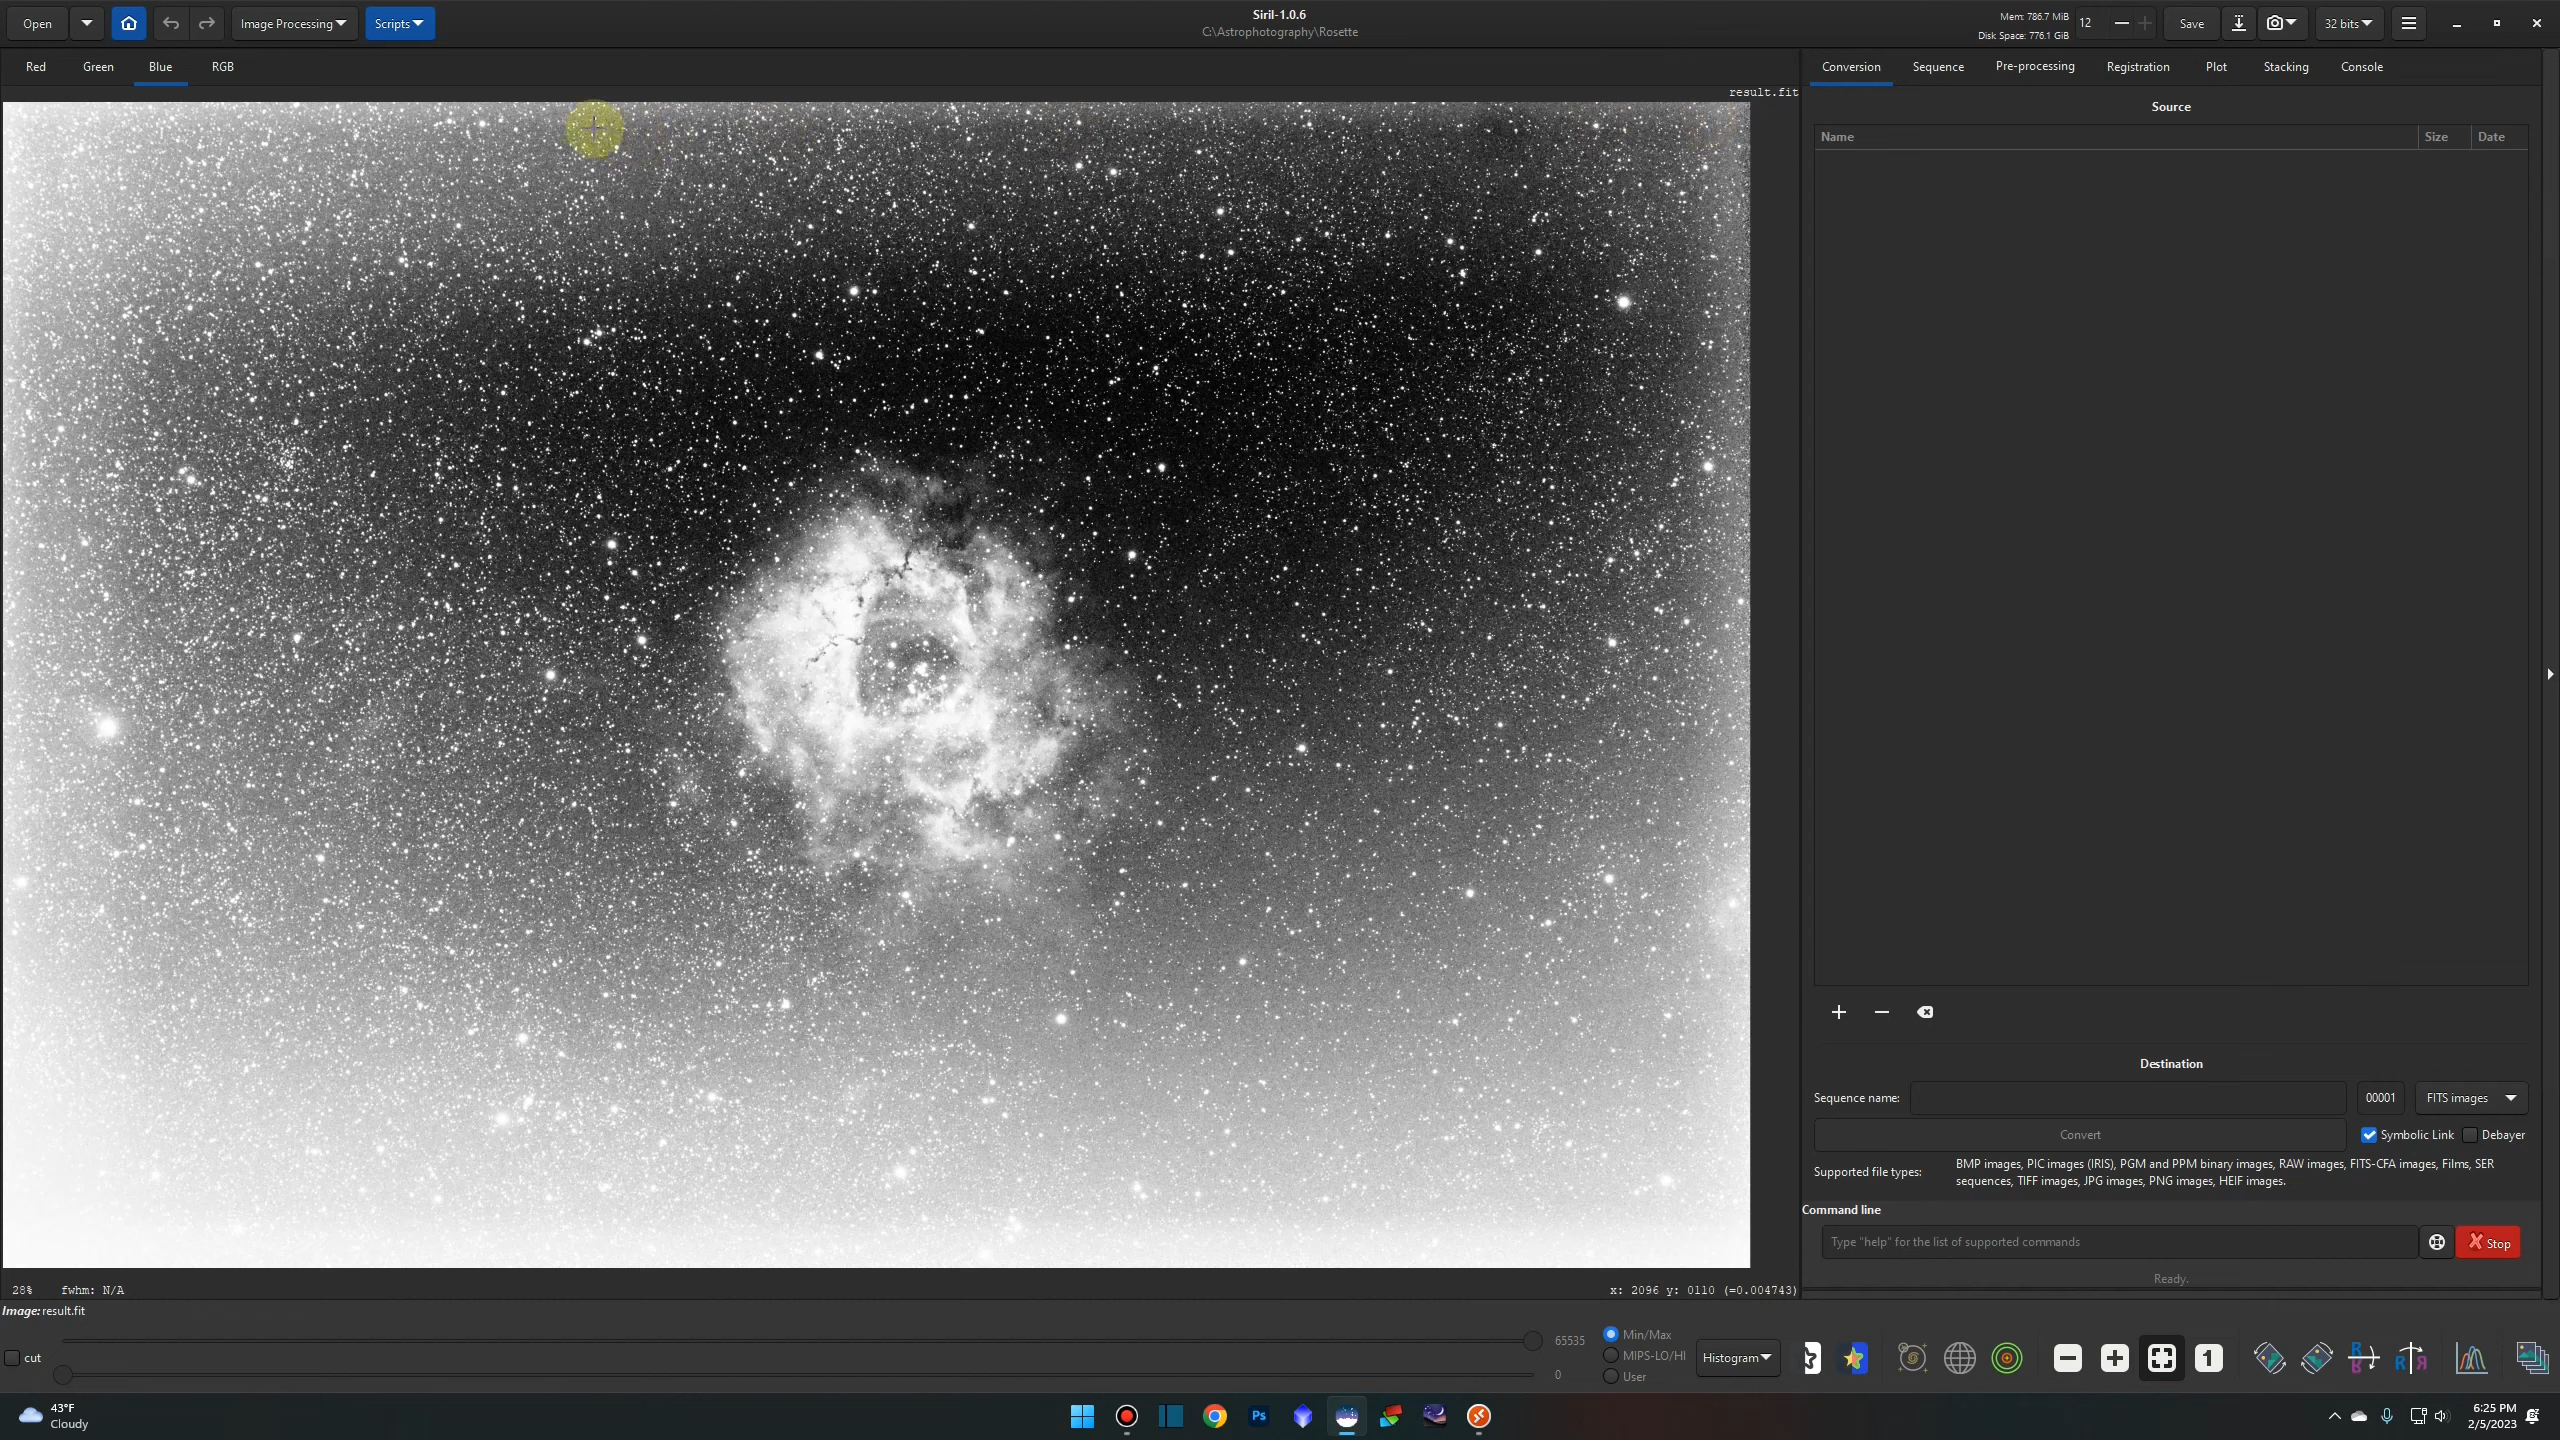 Open
Image Processing
Scripts
Siril-1.0.6
C:\Astrophotography\Rosette
Mem: 786.7 MiB
Disk Space: 776.1 GiB
12
Save
32 bits
Red
Green
Blue
RGB
Conversion
Sequence
Pre-processing
Registration
Plot
Stacking
Console
result.fit
Source
Name
Size
Date
Destination
Sequence name:
00001
FITS images
Convert
Symbolic Link
Debayer
Supported file types:
BMP images, PIC images (IRIS), PGM and PPM binary images, RAW images, FITS-CFA images, Films, SER
sequences, TIFF images, JPG images, PNG images, HEIF images.
Command line
Type "help" for the list of supported commands
Stop
Ready.
28%
fwhm: N/A
x: 2096 y: 0110 (=0.004743)
Image: result.fit
cut
65535
0
Min/Max
MIPS-LO/HI
User
Histogram
1
43°F
Cloudy
Ps
6:25 PM
2/5/2023